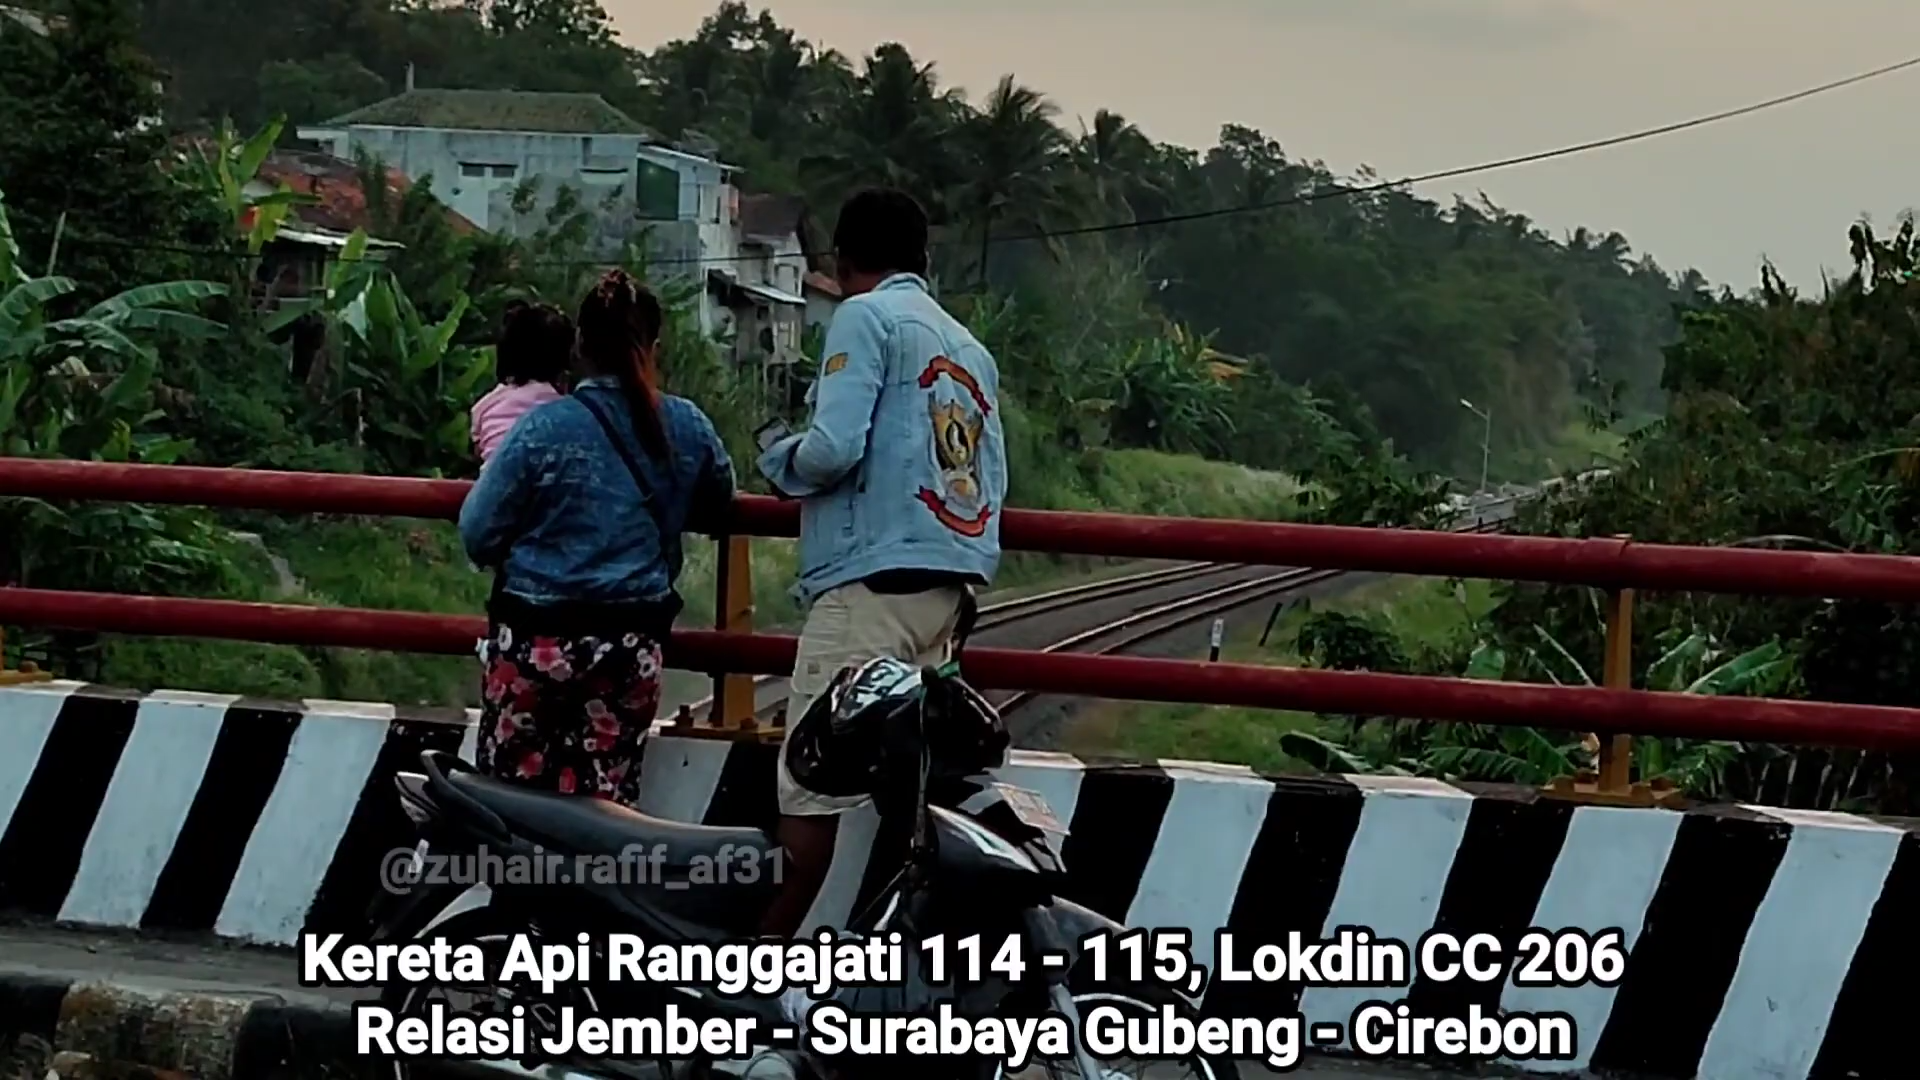 @zuhair.rafif_af31
Kereta Api Ranggajati 114 - 115, Lokdin CC 206
Relasi Jember - Surabaya Gubeng - Cirebon